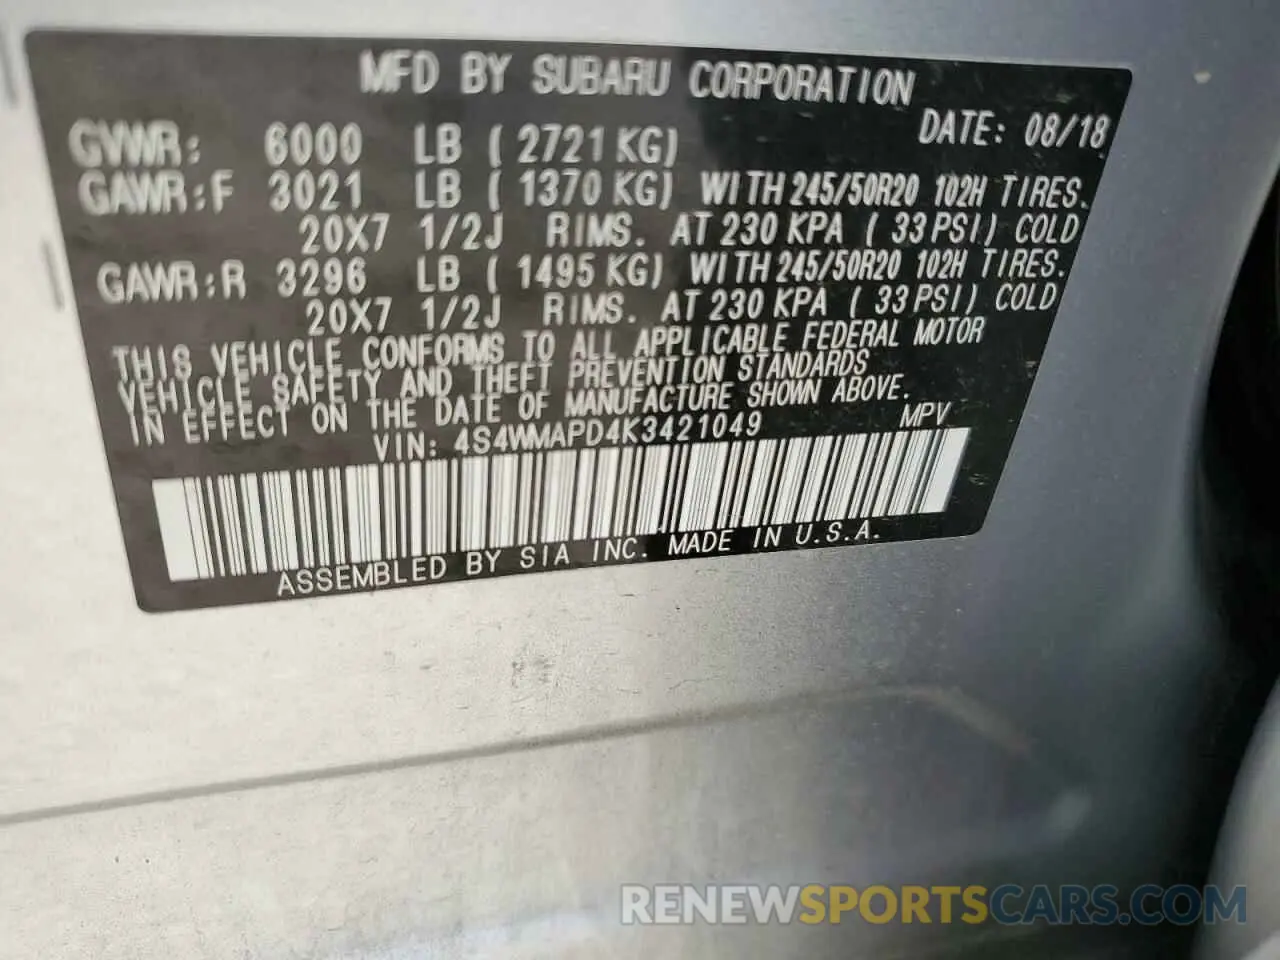 MFD BY SUBARU CORPORATION
DATE: 08/18
GVWR: 6000 LB ( 2721 KG)
GAWR:F 3021 LB ( 1370 KG) WITH 245/50R20 102H TIRES.
20X7 1/2J RIMS. AT 230 KPA ( 33 PSI) COLD
GAWR:R 3296 LB ( 1495 KG) WITH 245/50R20 102H TIRES.
20X7 1/2J RIMS. AT 230 KPA ( 33 PSI) COLD
THIS VEHICLE CONFORMS TO ALL APPLICABLE FEDERAL MOTOR
VEHICLE SAFETY AND THEFT PREVENTION STANDARDS
IN EFFECT ON THE DATE OF MANUFACTURE SHOWN ABOVE.
VIN: 4S4WMAPD4K3421049 MPV
ASSEMBLED BY SIA INC. MADE IN U.S.A.
RENEWSPORTSCARS.COM